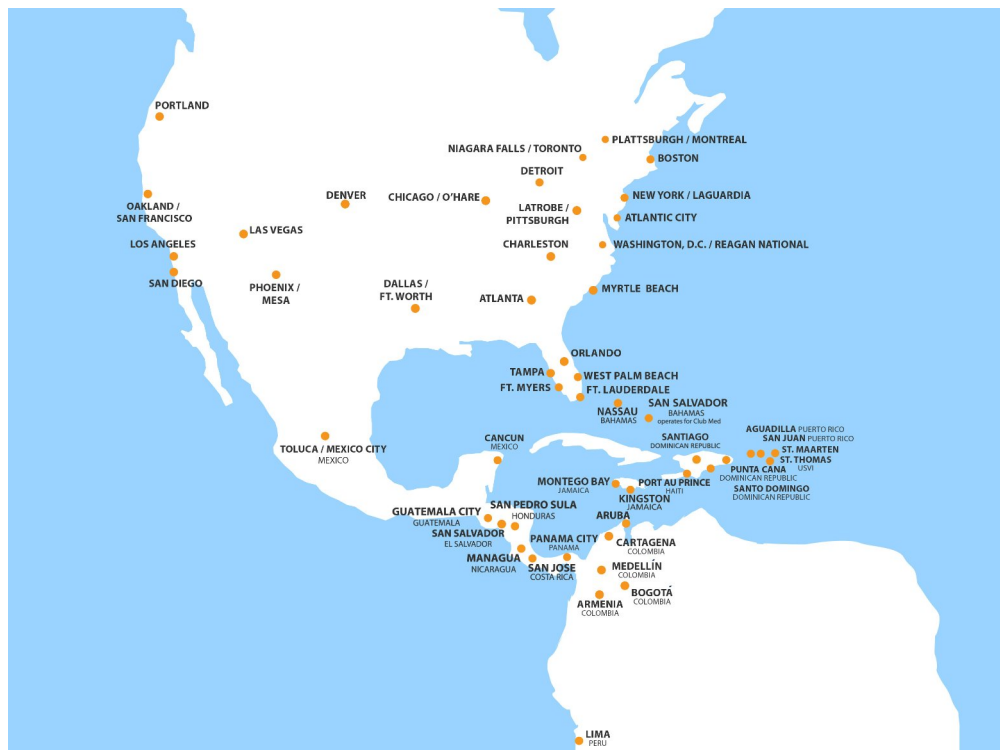 PORTLAND
PLATTSBURGH / MONTREAL
NIAGARA FALLS / TORONTO
BOSTON
DETROIT
DENVER
CHICAGO / O'HARE
NEW YORK / LAGUARDIA
OAKLAND /
SAN FRANCISCO
LATROBE /
PITTSBURGH
ATLANTIC CITY
LAS VEGAS
LOS ANGELES
CHARLESTON
WASHINGTON, D.C. / REAGAN NATIONAL
SAN DIEGO
PHOENIX /
MESA
DALLAS /
FT. WORTH
ATLANTA
MYRTLE BEACH
ORLANDO
TAMPA
WEST PALM BEACH
FT. MYERS
FT. LAUDERDALE
NASSAU
BAHAMAS
SAN SALVADOR
BAHAMAS
operates for Club Med
TOLUCA / MEXICO CITY
MEXICO
CANCUN
MEXICO
SANTIAGO
DOMINICAN REPUBLIC
AGUADILLA PUERTO RICO
SAN JUAN PUERTO RICO
ST. MAARTEN
ST. THOMAS
USVI
PUNTA CANA
DOMINICAN REPUBLIC
SANTO DOMINGO
DOMINICAN REPUBLIC
MONTEGO BAY
JAMAICA
PORT AU PRINCE
HAITI
KINGSTON
JAMAICA
GUATEMALA CITY
GUATEMALA
SAN PEDRO SULA
HONDURAS
ARUBA
SAN SALVADOR
EL SALVADOR
PANAMA CITY
PANAMA
CARTAGENA
COLOMBIA
MANAGUA
NICARAGUA
SAN JOSE
COSTA RICA
MEDELLÍN
COLOMBIA
BOGOTÁ
COLOMBIA
ARMENIA
COLOMBIA
LIMA
PERU